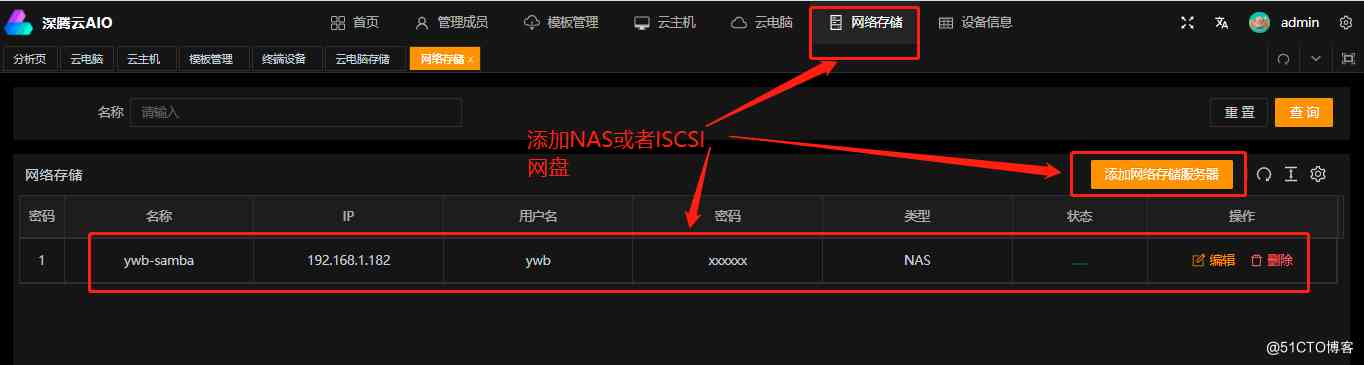 深腾云AIO 首页 管理成员 模板管理 云主机 云电脑 网络存储 设备信息 admin
分析页 云电脑 云主机 模板管理 终端设备 云电脑存储 网络存储 x
名称 请输入 重置 查询
添加NAS或者ISCSI
网盘
网络存储 添加网络存储服务器
密码 名称 IP 用户名 密码 类型 状态 操作
1 ywb-samba 192.168.1.182 ywb xxxxxx NAS 编辑 删除
@51CTO博客